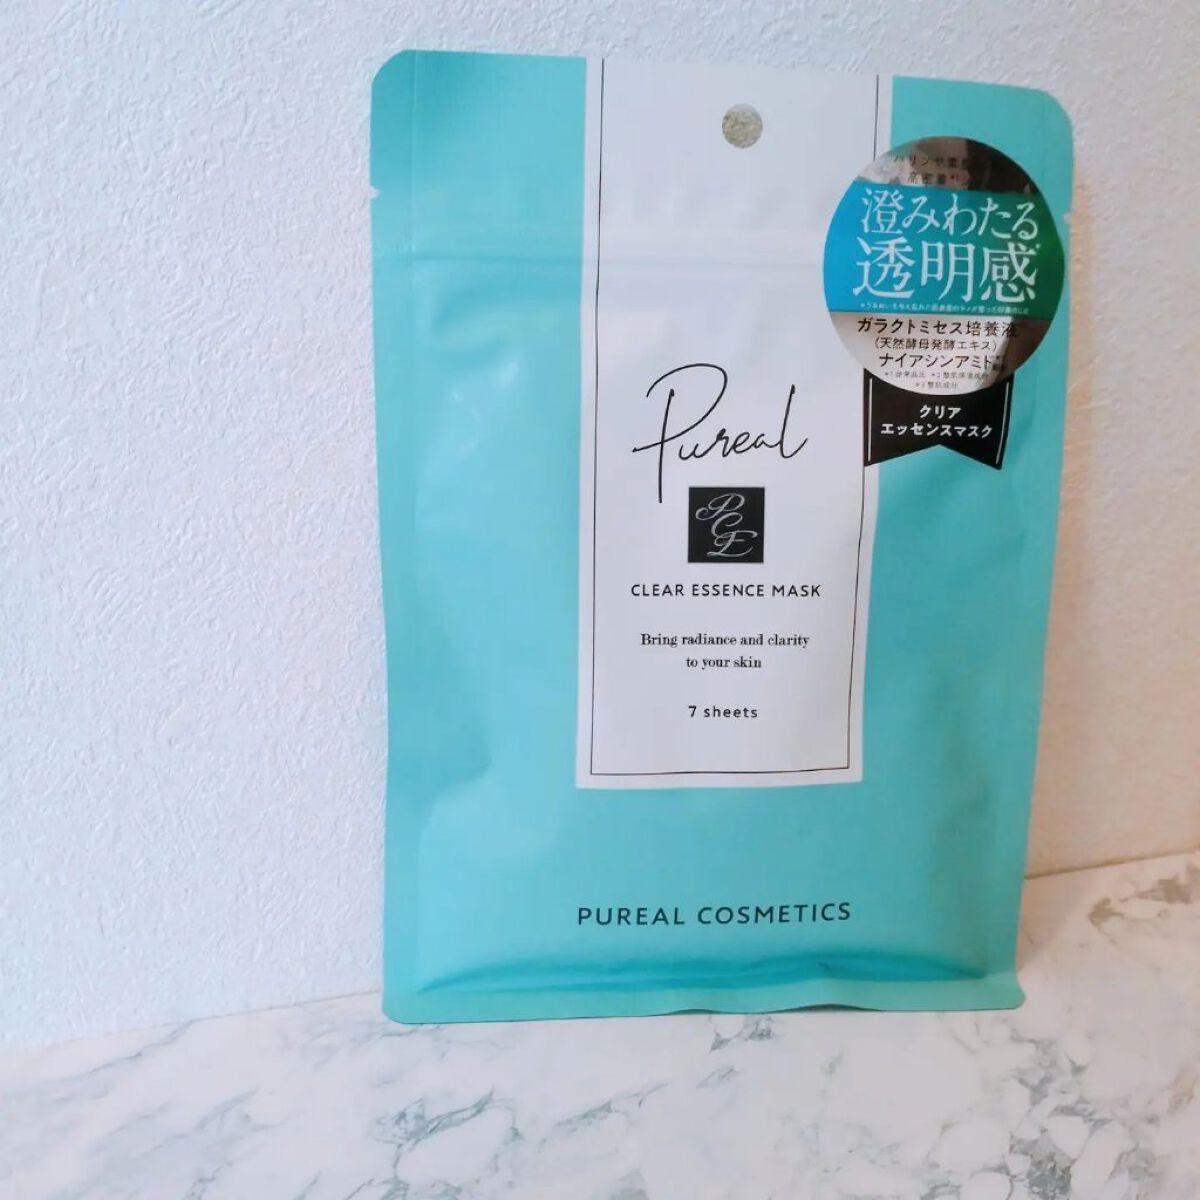 澄みわたる
透明感
ガラクトミセス培養液
(天然酵母発酵エキス)
ナイアシンアミド
クリア
エッセンスマスク
Pureal
PCE
CLEAR ESSENCE MASK
Bring radiance and clarity
to your skin
7 sheets
PUREAL COSMETICS